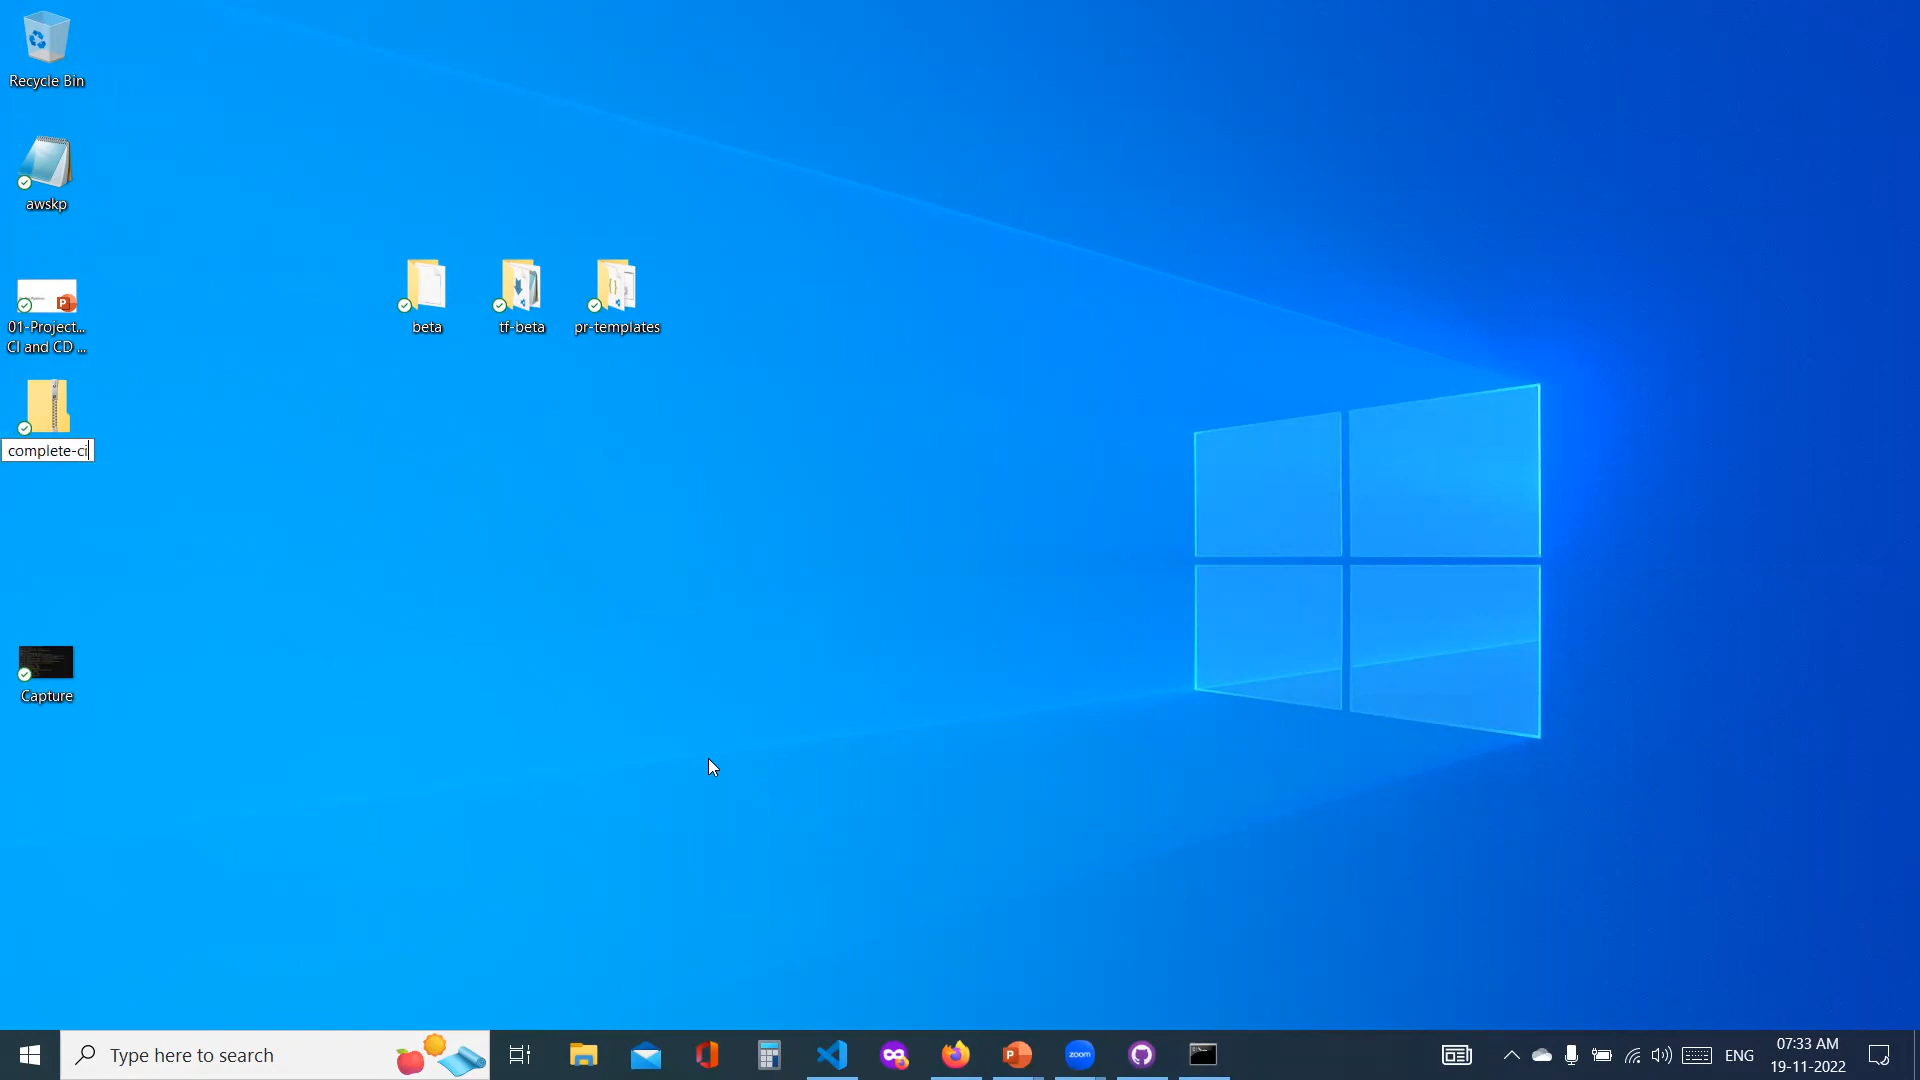 Recycle Bin
awskp
01-Project...
CI and CD ...
complete-ci
beta
tf-beta
pr-templates
Capture
Type here to search
zoom
ENG
07:33 AM
19-11-2022